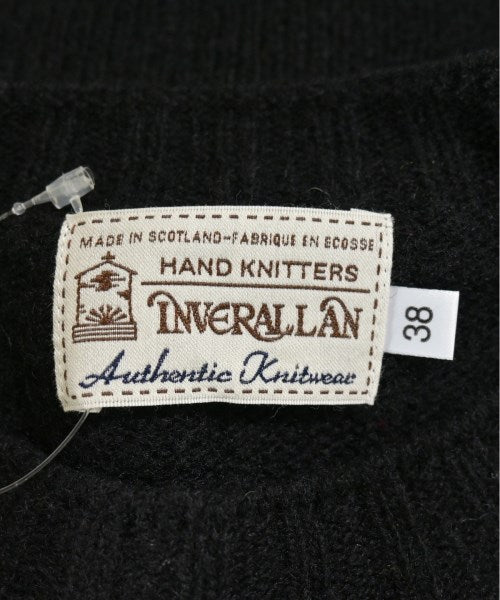 MADE IN SCOTLAND-FABRIQUE EN ECOSSE
HAND KNITTERS
INVERALLAN
Authentic Knitwear
38